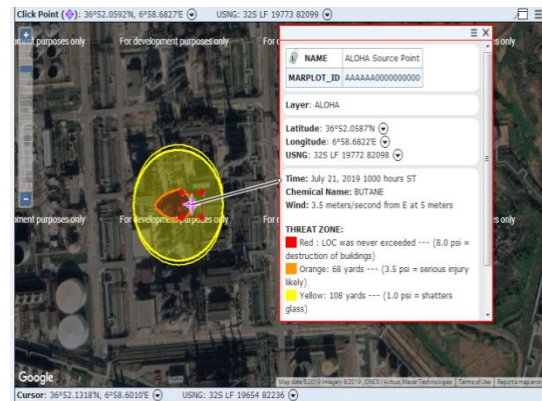 Click Point ( ): 36°52.0592'N, 6°58.6827'E USNG: 32S LF 19773 82099
NAME ALOHA Source Point
MARPLOT_ID AAAAAA0000000000
Layer: ALOHA
Latitude: 36°52.0587'N
Longitude: 6°58.6822'E
USNG: 32S LF 19772 82098
Time: July 21, 2019 1000 hours ST
Chemical Name: BUTANE
Wind: 3.5 meters/second from E at 5 meters
THREAT ZONE:
Red : LOC was never exceeded --- (8.0 psi =
destruction of buildings)
Orange: 68 yards --- (3.5 psi = serious injury
likely)
Yellow: 108 yards --- (1.0 psi = shatters
glass)
purposes only
For development purposes only
purposes only
For development purposes only
Google
Map data ©2019 Imagery ©2019, CNES / Airbus, Maxar Technologies Terms of Use Report a map error
Cursor: 36°52.1318'N, 6°58.6010'E USNG: 32S LF 19654 82236